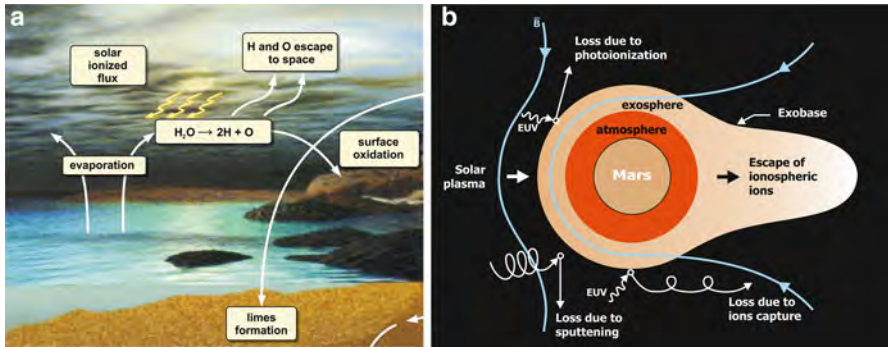 a
solar
ionized
flux
H and O escape
to space
H₂O → 2H + O
evaporation
surface
oxidation
limes
formation
b
B̄
Loss due to
photoionization
EUV
exosphere
atmosphere
Mars
Exobase
Solar
plasma
Escape of
ionospheric
ions
EUV
Loss due to
sputtening
Loss due to
ions capture